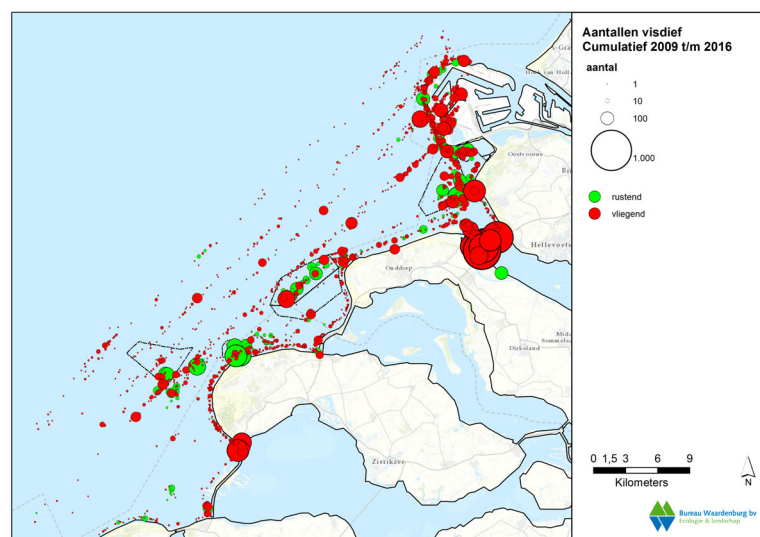 Aantallen visdief
Cumulatief 2009 t/m 2016
aantal
1
10
100
1.000
rustend
vliegend
Oostvoorne
Hellevoets
Ouddorp
Dirksland
Zierikzee
0 1,5 3 6 9
Kilometers
N
Bureau Waardenburg bv
Ecologie & landschap